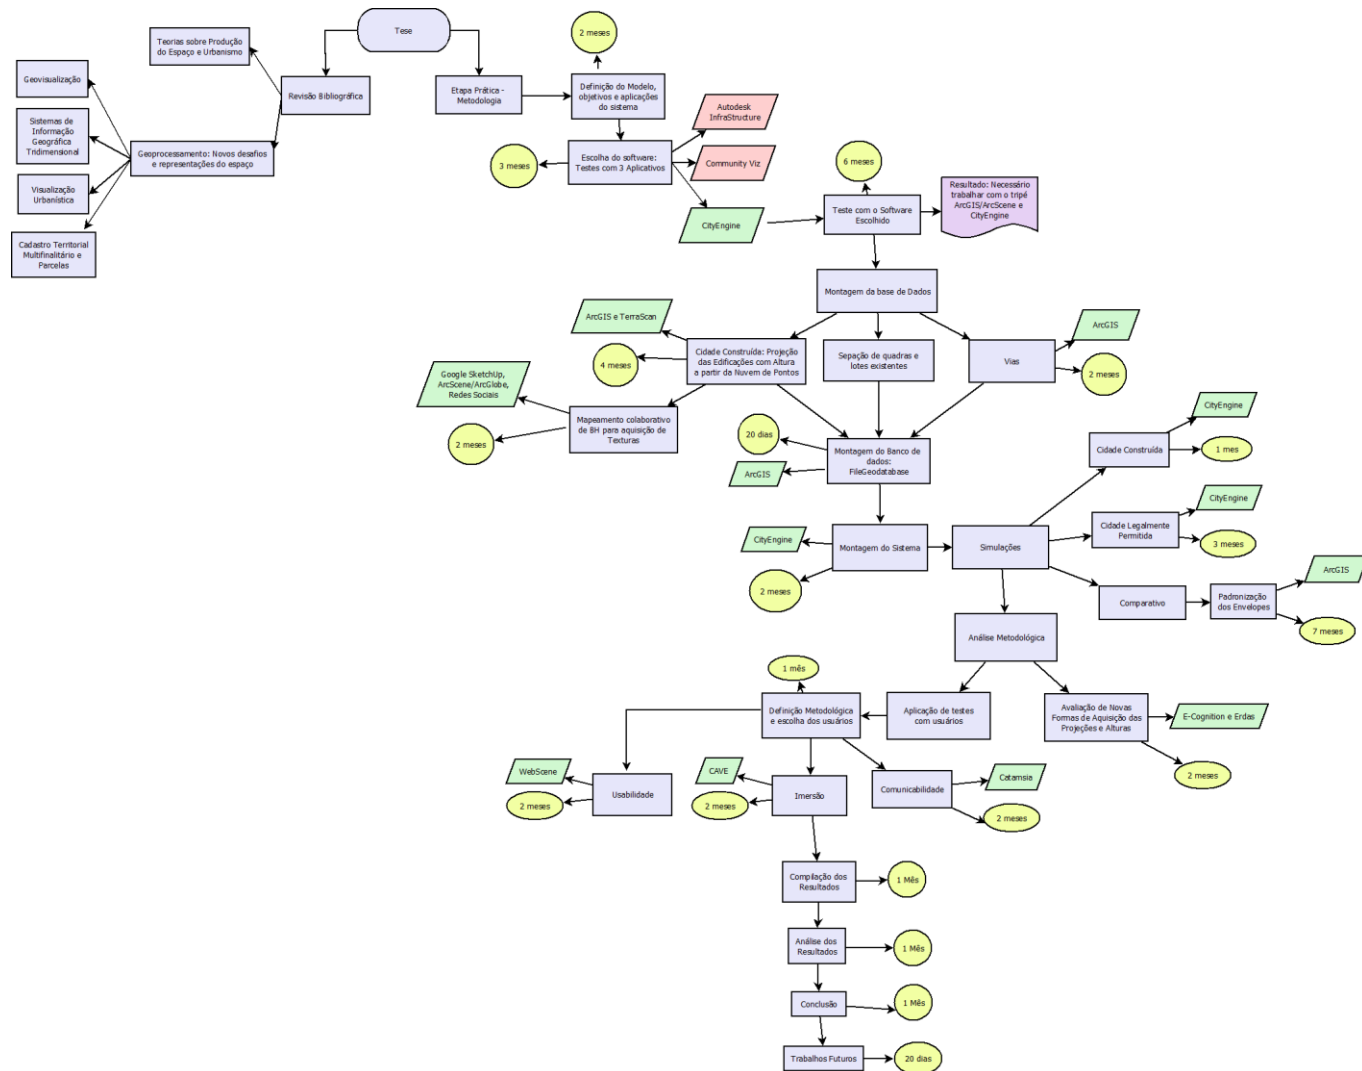 Tese
Teorias sobre Produção
do Espaço e Urbanismo
2 meses
Geovisualização
Revisão Bibliográfica
Etapa Prática -
Metodologia
Definição do Modelo,
objetivos e aplicações
do sistema
Sistemas de
Informação
Geográfica
Tridimensional
Geoprocessamento: Novos desafios
e representações do espaço
Autodesk
InfraStructure
3 meses
Escolha do software:
Testes com 3 Aplicativos
Community Viz
6 meses
Visualização
Urbanística
Cadastro Territorial
Multifinalitário e
Parcelas
CityEngine
Teste com o Software
Escolhido
Resultado: Necessário
trabalhar com o tripé
ArcGIS/ArcScene e
CityEngine
Montagem da base de Dados
ArcGIS e TerraScan
ArcGIS
4 meses
Cidade Construída: Projeção
das Edificações com Altura
a partir da Nuvem de Pontos
Sepação de quadras e
lotes existentes
Vias
2 meses
Google SketchUp,
ArcScene/ArcGlobe,
Redes Sociais
2 meses
Mapeamento colaborativo
de BH para aquisição de
Texturas
20 dias
ArcGIS
Montagem do Banco de
dados:
FileGeodatabase
CityEngine
Cidade Construída
1 mes
CityEngine
Montagem do Sistema
Simulações
Cidade Legalmente
Permitida
CityEngine
3 meses
2 meses
Comparativo
Padronização
dos Envelopes
ArcGIS
7 meses
Análise Metodológica
1 mês
Definição Metodológica
e escolha dos usuários
Aplicação de testes
com usuários
Avaliação de Novas
Formas de Aquisição das
Projeções e Alturas
E-Cognition e Erdas
2 meses
WebScene
2 meses
Usabilidade
CAVE
2 meses
Imersão
Comunicabilidade
Catamsia
2 meses
Compilação dos
Resultados
1 Mês
Análise dos
Resultados
1 Mês
Conclusão
1 Mês
Trabalhos Futuros
20 dias